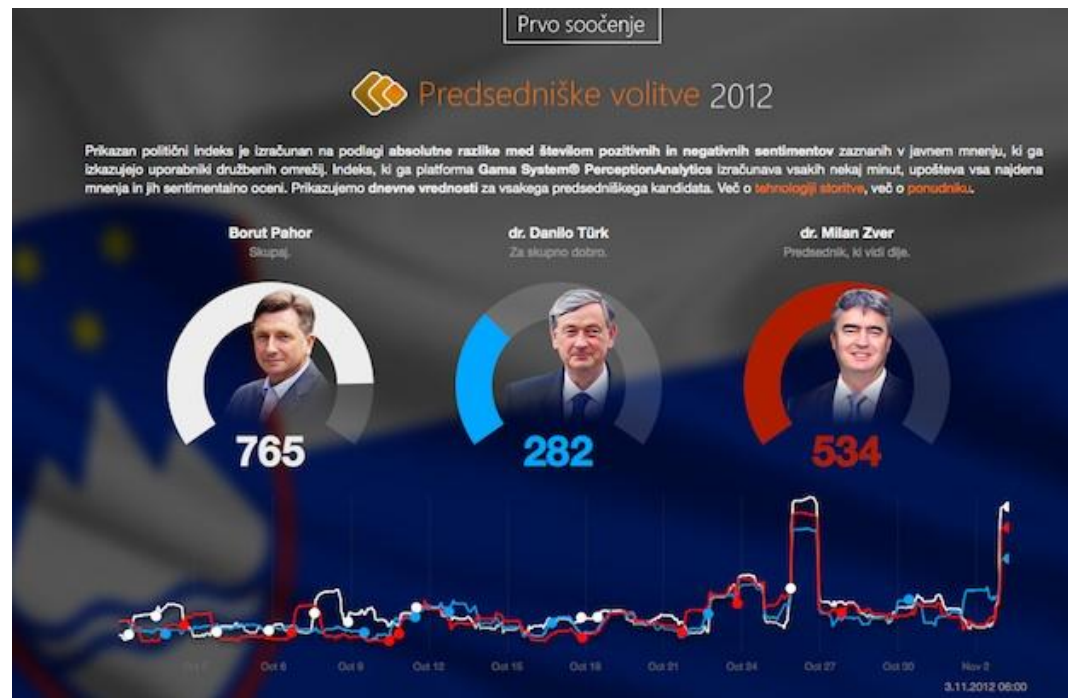 Prvo soočenje
Predsedniške volitve 2012
Prikazan politični indeks je izračunan na podlagi absolutne razlike med številom pozitivnih in negativnih sentimentov zaznanih v javnem mnenju, ki ga
izkazujejo uporabniki družbenih omrežij. Indeks, ki ga platforma Gama System® PerceptionAnalytics izračunava vsakih nekaj minut, upošteva vsa najdena
mnenja in jih sentimentalno oceni. Prikazujemo dnevne vrednosti za vsakega predsedniškega kandidata. Več o tehnologiji storitve, več o ponudniku.
Borut Pahor dr. Danilo Türk dr. Milan Zver
Skupaj. Za skupno dobro. Predsednik, ki vidi dlje.
765 282 534
Oct 6 Oct 9 Oct 12 Oct 15 Oct 18 Oct 21 Oct 24 Oct 27 Oct 30 Nov 2
3.11.2012 06:00